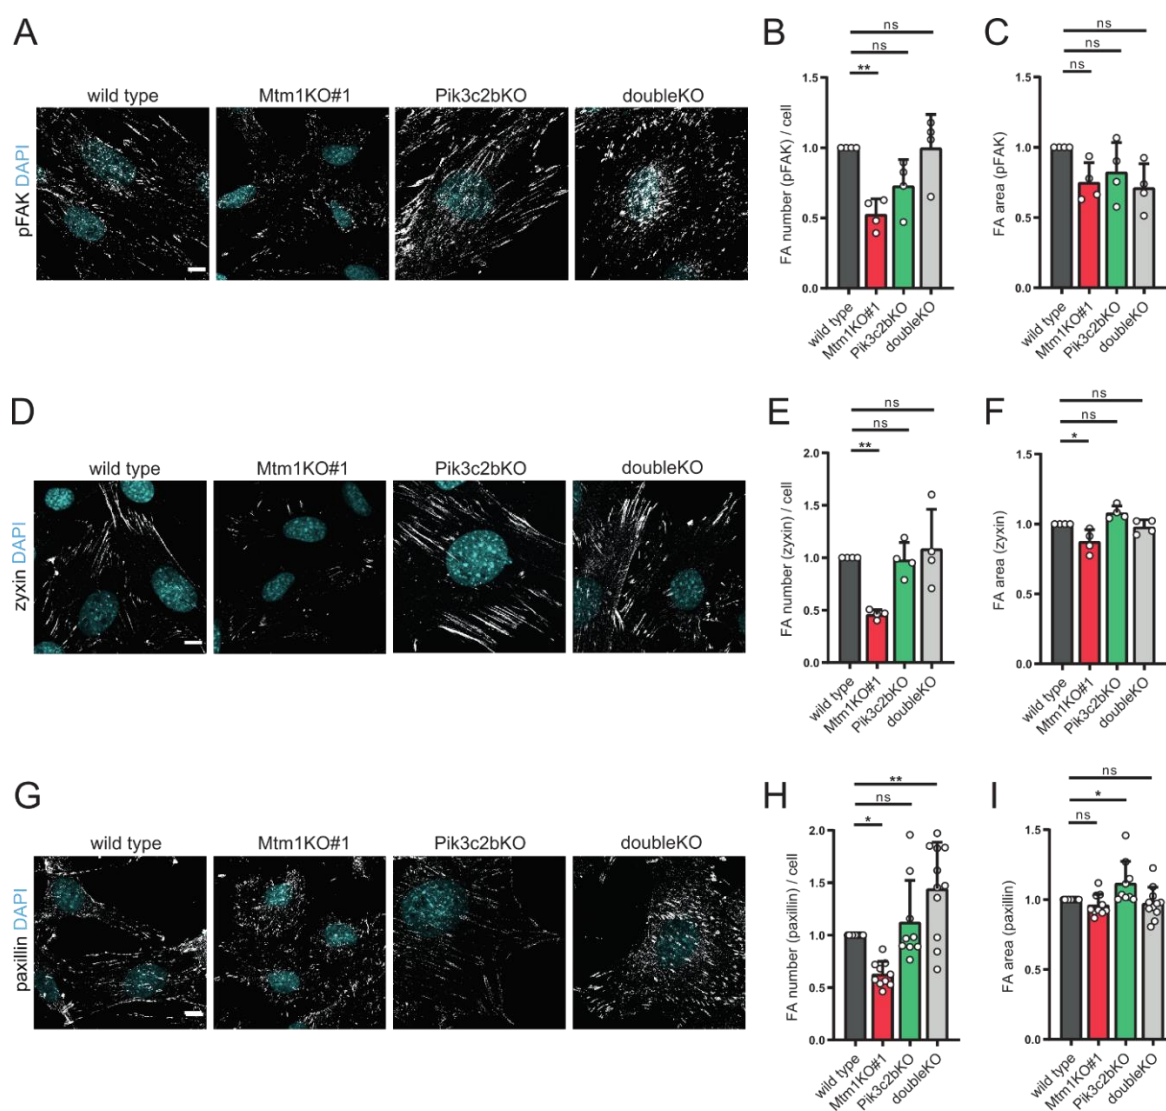 A
wild type Mtm1KO#1 Pik3c2bKO doubleKO
pFAK DAPI
B
ns
ns
**
FA number (pFAK) / cell
1.5
1.0
0.5
0.0
wild type
Mtm1KO#1
Pik3c2bKO
doubleKO
C
ns
ns
ns
FA area (pFAK)
1.5
1.0
0.5
0.0
wild type
Mtm1KO#1
Pik3c2bKO
doubleKO
D
wild type Mtm1KO#1 Pik3c2bKO doubleKO
zyxin DAPI
E
ns
ns
**
FA number (zyxin) / cell
2.0
1.5
1.0
0.5
0.0
wild type
Mtm1KO#1
Pik3c2bKO
doubleKO
F
ns
ns
*
FA area (zyxin)
1.5
1.0
0.5
0.0
wild type
Mtm1KO#1
Pik3c2bKO
doubleKO
G
wild type Mtm1KO#1 Pik3c2bKO doubleKO
paxillin DAPI
H
**
ns
*
FA number (paxillin) / cell
2.0
1.5
1.0
0.5
0.0
wild type
Mtm1KO#1
Pik3c2bKO
doubleKO
I
ns
*
ns
FA area (paxillin)
1.5
1.0
0.5
0.0
wild type
Mtm1KO#1
Pik3c2bKO
doubleKO